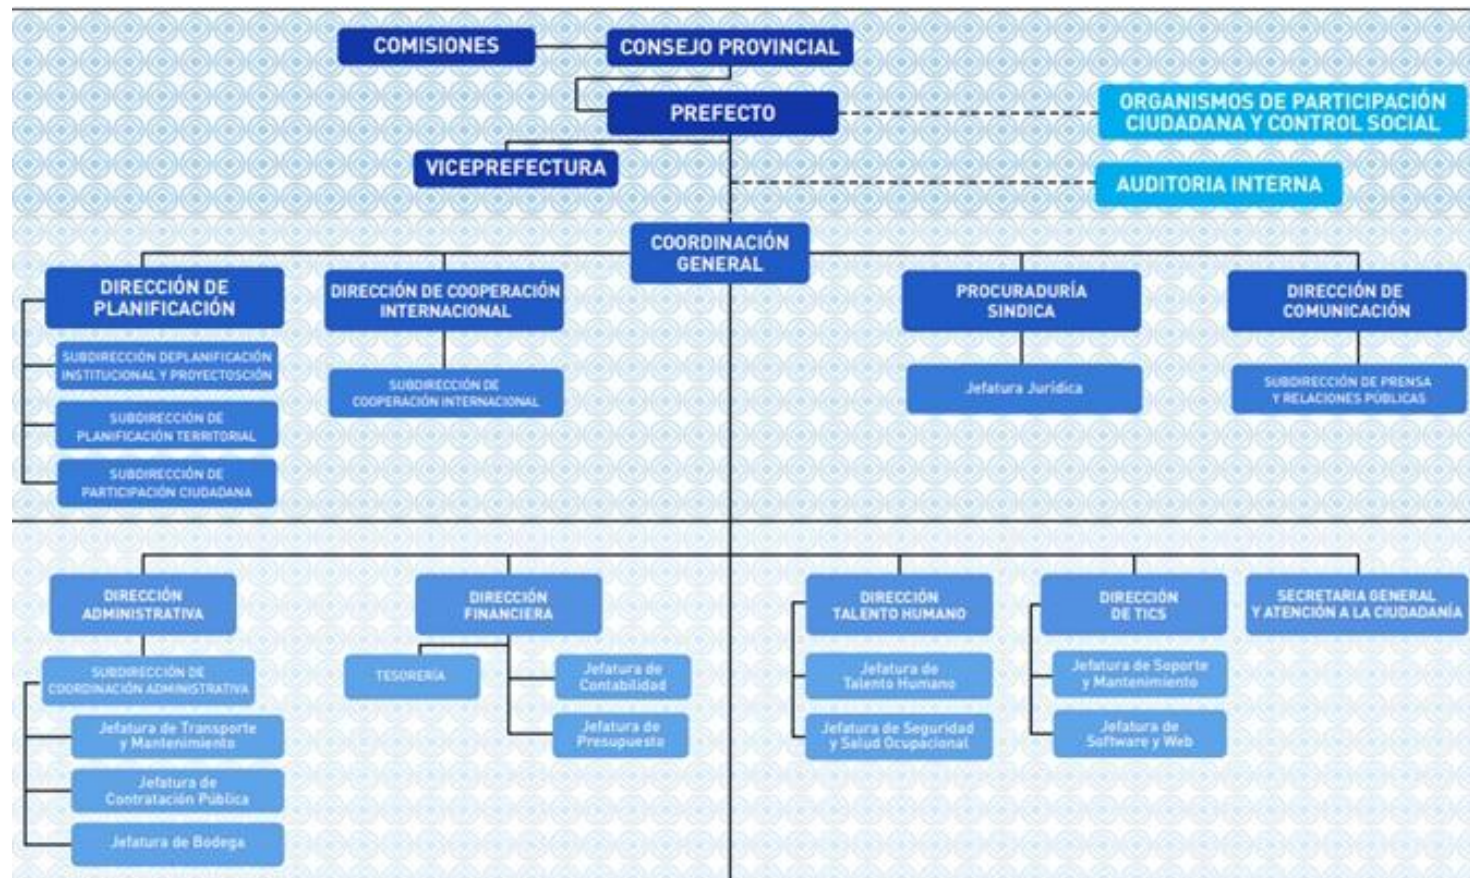 COMISIONES
CONSEJO PROVINCIAL
PREFECTO
ORGANISMOS DE PARTICIPACIÓN
CIUDADANA Y CONTROL SOCIAL
VICEPREFECTURA
AUDITORIA INTERNA
COORDINACIÓN
GENERAL
DIRECCIÓN DE
PLANIFICACIÓN
DIRECCIÓN DE COOPERACIÓN
INTERNACIONAL
PROCURADURÍA
SINDICA
DIRECCIÓN DE
COMUNICACIÓN
SUBDIRECCIÓN DEPLANIFICACIÓN
INSTITUCIONAL Y PROYECTOSCIÓN
SUBDIRECCIÓN DE
PLANIFICACIÓN TERRITORIAL
SUBDIRECCIÓN DE
PARTICIPACIÓN CIUDADANA
SUBDIRECCIÓN DE
COOPERACIÓN INTERNACIONAL
Jefatura Jurídica
SUBDIRECCIÓN DE PRENSA
Y RELACIONES PÚBLICAS
DIRECCIÓN
ADMINISTRATIVA
DIRECCIÓN
FINANCIERA
DIRECCIÓN
TALENTO HUMANO
DIRECCIÓN
DE TICS
SECRETARIA GENERAL
Y ATENCIÓN A LA CIUDADANÍA
SUBDIRECCIÓN DE
COORDINACIÓN ADMINISTRATIVA
Jefatura de Transporte
y Mantenimiento
Jefatura de
Contratación Pública
Jefatura de Bodega
TESORERÍA
Jefatura de
Contabilidad
Jefatura de
Presupuesto
Jefatura de
Talento Humano
Jefatura de Seguridad
y Salud Ocupacional
Jefatura de Soporte
y Mantenimiento
Jefatura de
Software y Web